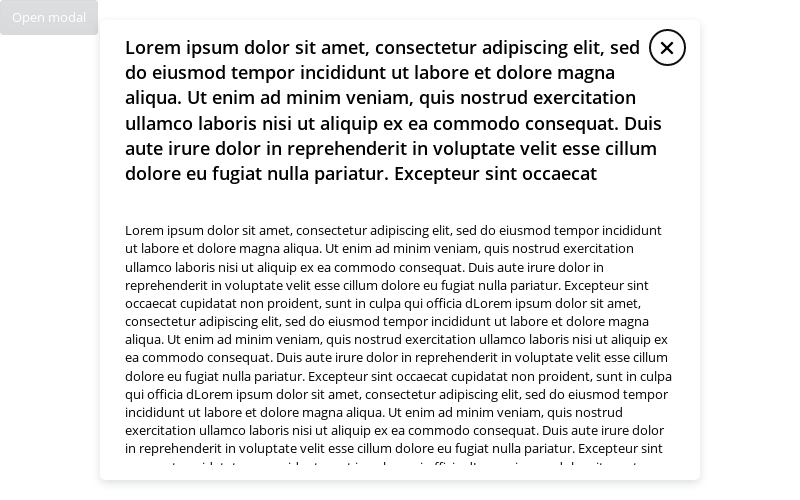 Open modal
Lorem ipsum dolor sit amet, consectetur adipiscing elit, sed
do eiusmod tempor incididunt ut labore et dolore magna
aliqua. Ut enim ad minim veniam, quis nostrud exercitation
ullamco laboris nisi ut aliquip ex ea commodo consequat. Duis
aute irure dolor in reprehenderit in voluptate velit esse cillum
dolore eu fugiat nulla pariatur. Excepteur sint occaecat
Lorem ipsum dolor sit amet, consectetur adipiscing elit, sed do eiusmod tempor incididunt
ut labore et dolore magna aliqua. Ut enim ad minim veniam, quis nostrud exercitation
ullamco laboris nisi ut aliquip ex ea commodo consequat. Duis aute irure dolor in
reprehenderit in voluptate velit esse cillum dolore eu fugiat nulla pariatur. Excepteur sint
occaecat cupidatat non proident, sunt in culpa qui officia dLorem ipsum dolor sit amet,
consectetur adipiscing elit, sed do eiusmod tempor incididunt ut labore et dolore magna
aliqua. Ut enim ad minim veniam, quis nostrud exercitation ullamco laboris nisi ut aliquip ex
ea commodo consequat. Duis aute irure dolor in reprehenderit in voluptate velit esse cillum
dolore eu fugiat nulla pariatur. Excepteur sint occaecat cupidatat non proident, sunt in culpa
qui officia dLorem ipsum dolor sit amet, consectetur adipiscing elit, sed do eiusmod tempor
incididunt ut labore et dolore magna aliqua. Ut enim ad minim veniam, quis nostrud
exercitation ullamco laboris nisi ut aliquip ex ea commodo consequat. Duis aute irure dolor
in reprehenderit in voluptate velit esse cillum dolore eu fugiat nulla pariatur. Excepteur sint